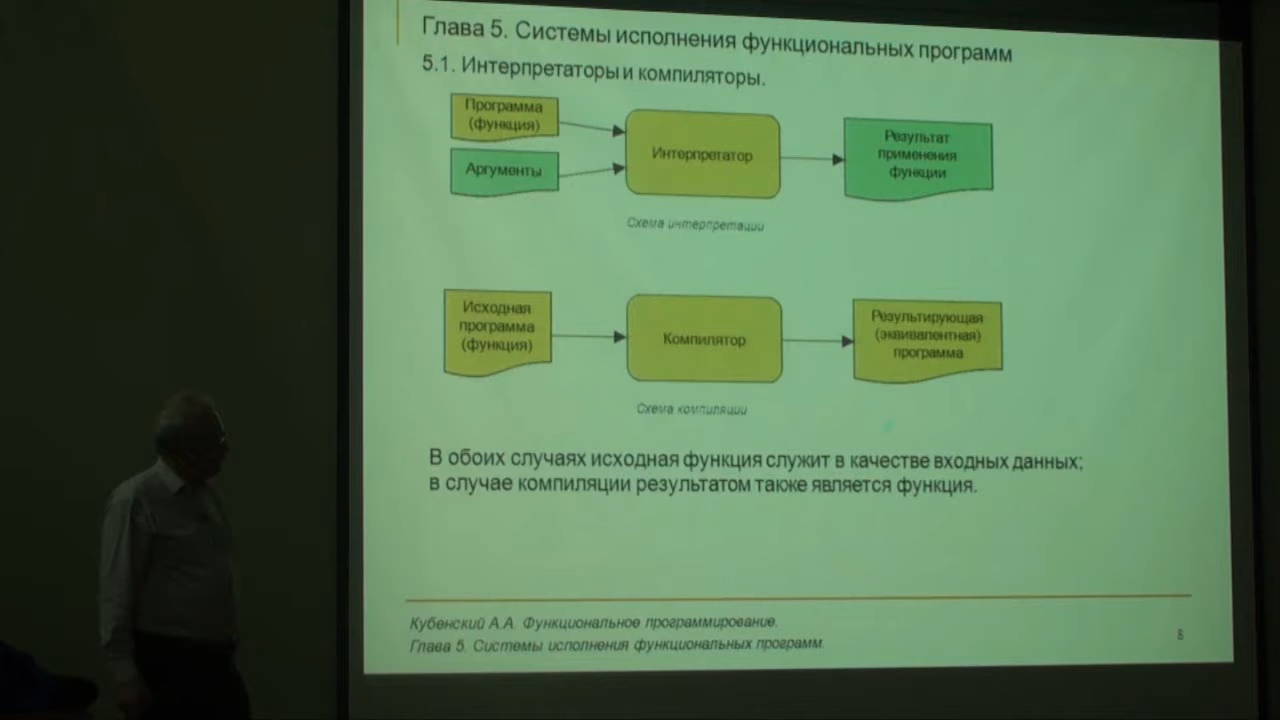 Глава 5. Системы исполнения функциональных программ
5.1. Интерпретаторы и компиляторы.
Программа
(функция)
Аргументы
Интерпретатор
Результат
применения
функции
Схема интерпретации
Исходная
программа
(функция)
Компилятор
Результирующая
(эквивалентная)
программа
Схема компиляции
В обоих случаях исходная функция служит в качестве входных данных;
в случае компиляции результатом также является функция.
Кубенский А.А. Функциональное программирование.
Глава 5. Системы исполнения функциональных программ.